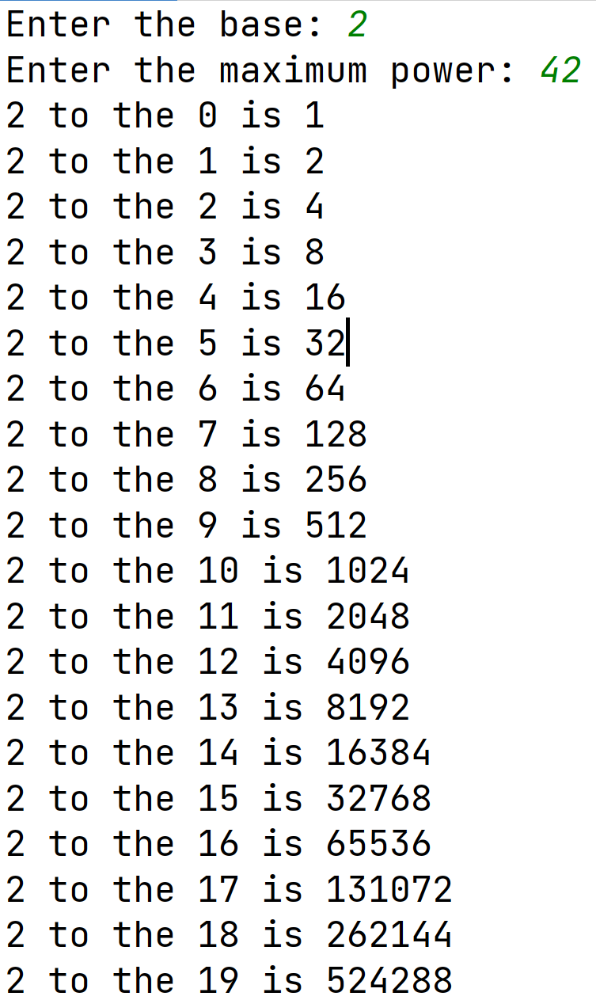 Enter the base: 2
Enter the maximum power: 42
2 to the 0 is 1
2 to the 1 is 2
2 to the 2 is 4
2 to the 3 is 8
2 to the 4 is 16
2 to the 5 is 32
2 to the 6 is 64
2 to the 7 is 128
2 to the 8 is 256
2 to the 9 is 512
2 to the 10 is 1024
2 to the 11 is 2048
2 to the 12 is 4096
2 to the 13 is 8192
2 to the 14 is 16384
2 to the 15 is 32768
2 to the 16 is 65536
2 to the 17 is 131072
2 to the 18 is 262144
2 to the 19 is 524288